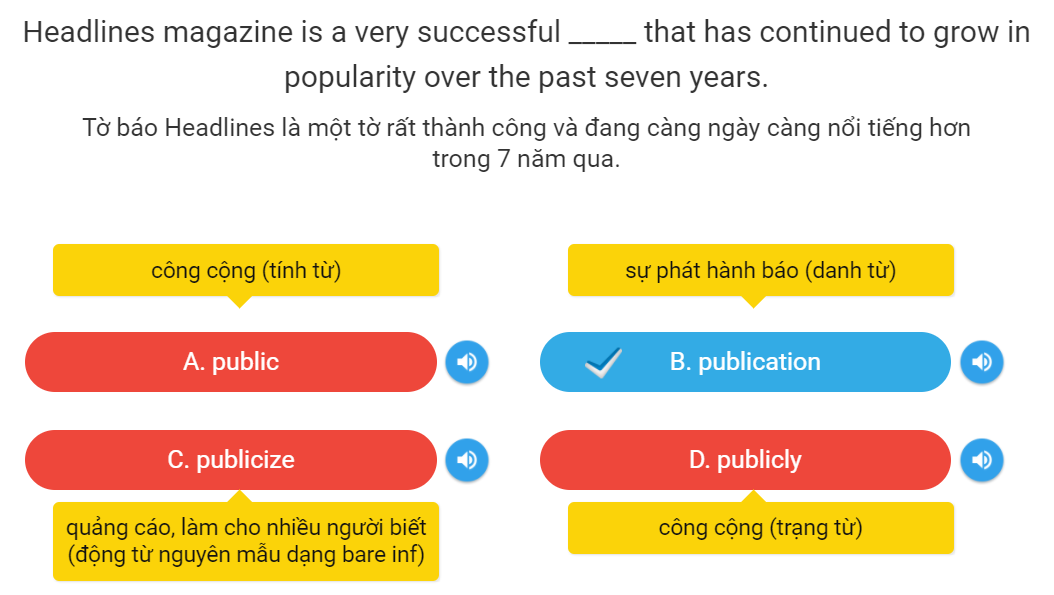 Headlines magazine is a very successful _____ that has continued to grow in
popularity over the past seven years.
Tờ báo Headlines là một tờ rất thành công và đang càng ngày càng nổi tiếng hơn
trong 7 năm qua.
công cộng (tính từ)
sự phát hành báo (danh từ)
A. public
B. publication
C. publicize
D. publicly
quảng cáo, làm cho nhiều người biết
(động từ nguyên mẫu dạng bare inf)
công cộng (trạng từ)